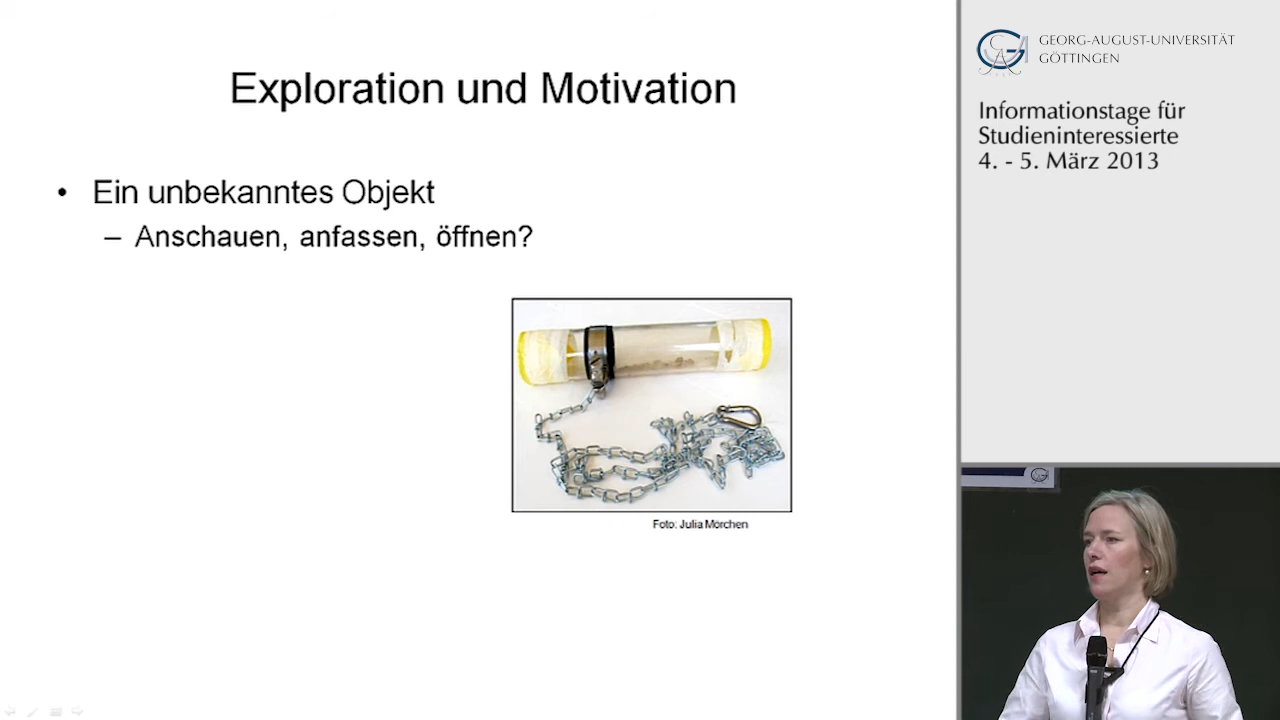 Exploration und Motivation
• Ein unbekanntes Objekt
– Anschauen, anfassen, öffnen?
Foto: Julia Mörchen
GEORG-AUGUST-UNIVERSITÄT
GÖTTINGEN
Informationstage für
Studieninteressierte
4. - 5. März 2013